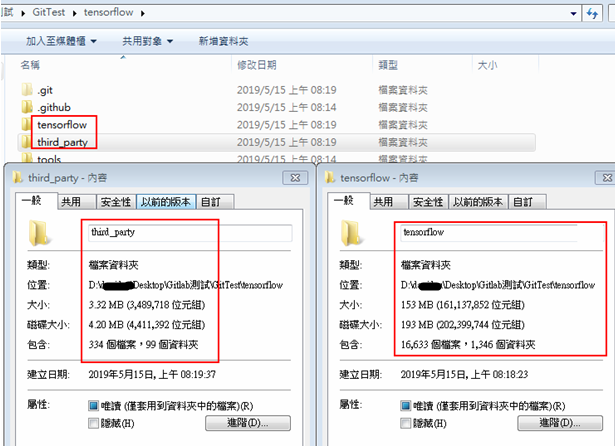 試 ▸ GitTest ▸ tensorflow ▸
加入至媒體櫃 ▼ 共用對象 ▼ 新增資料夾
名稱 修改日期 類型 大小
.git 2019/5/15 上午 08:19 檔案資料夾
.github 2019/5/15 上午 08:14 檔案資料夾
tensorflow 2019/5/15 上午 08:19 檔案資料夾
third_party 2019/5/15 上午 08:19 檔案資料夾
tools 2019/5/15 上午 08:14 檔案資料夾
third_party - 內容
一般 共用 安全性 以前的版本 自訂
third_party
類型: 檔案資料夾
位置: D:\d\Desktop\Gitlab測試\GitTest\tensorflow
大小: 3.32 MB (3,489,718 位元組)
磁碟大小: 4.20 MB (4,411,392 位元組)
包含: 334 個檔案，99 個資料夾
建立日期: 2019年5月15日, 上午 08:19:37
屬性: 唯讀 (僅套用到資料夾中的檔案)(R)
隱藏(H) 進階(D)...
tensorflow - 內容
一般 共用 安全性 以前的版本 自訂
tensorflow
類型: 檔案資料夾
位置: D:\d\Desktop\Gitlab測試\GitTest\tensorflow
大小: 153 MB (161,137,852 位元組)
磁碟大小: 193 MB (202,399,744 位元組)
包含: 16,633 個檔案，1,346 個資料夾
建立日期: 2019年5月15日, 上午 08:18:23
屬性: 唯讀 (僅套用到資料夾中的檔案)(R)
隱藏(H) 進階(D)...